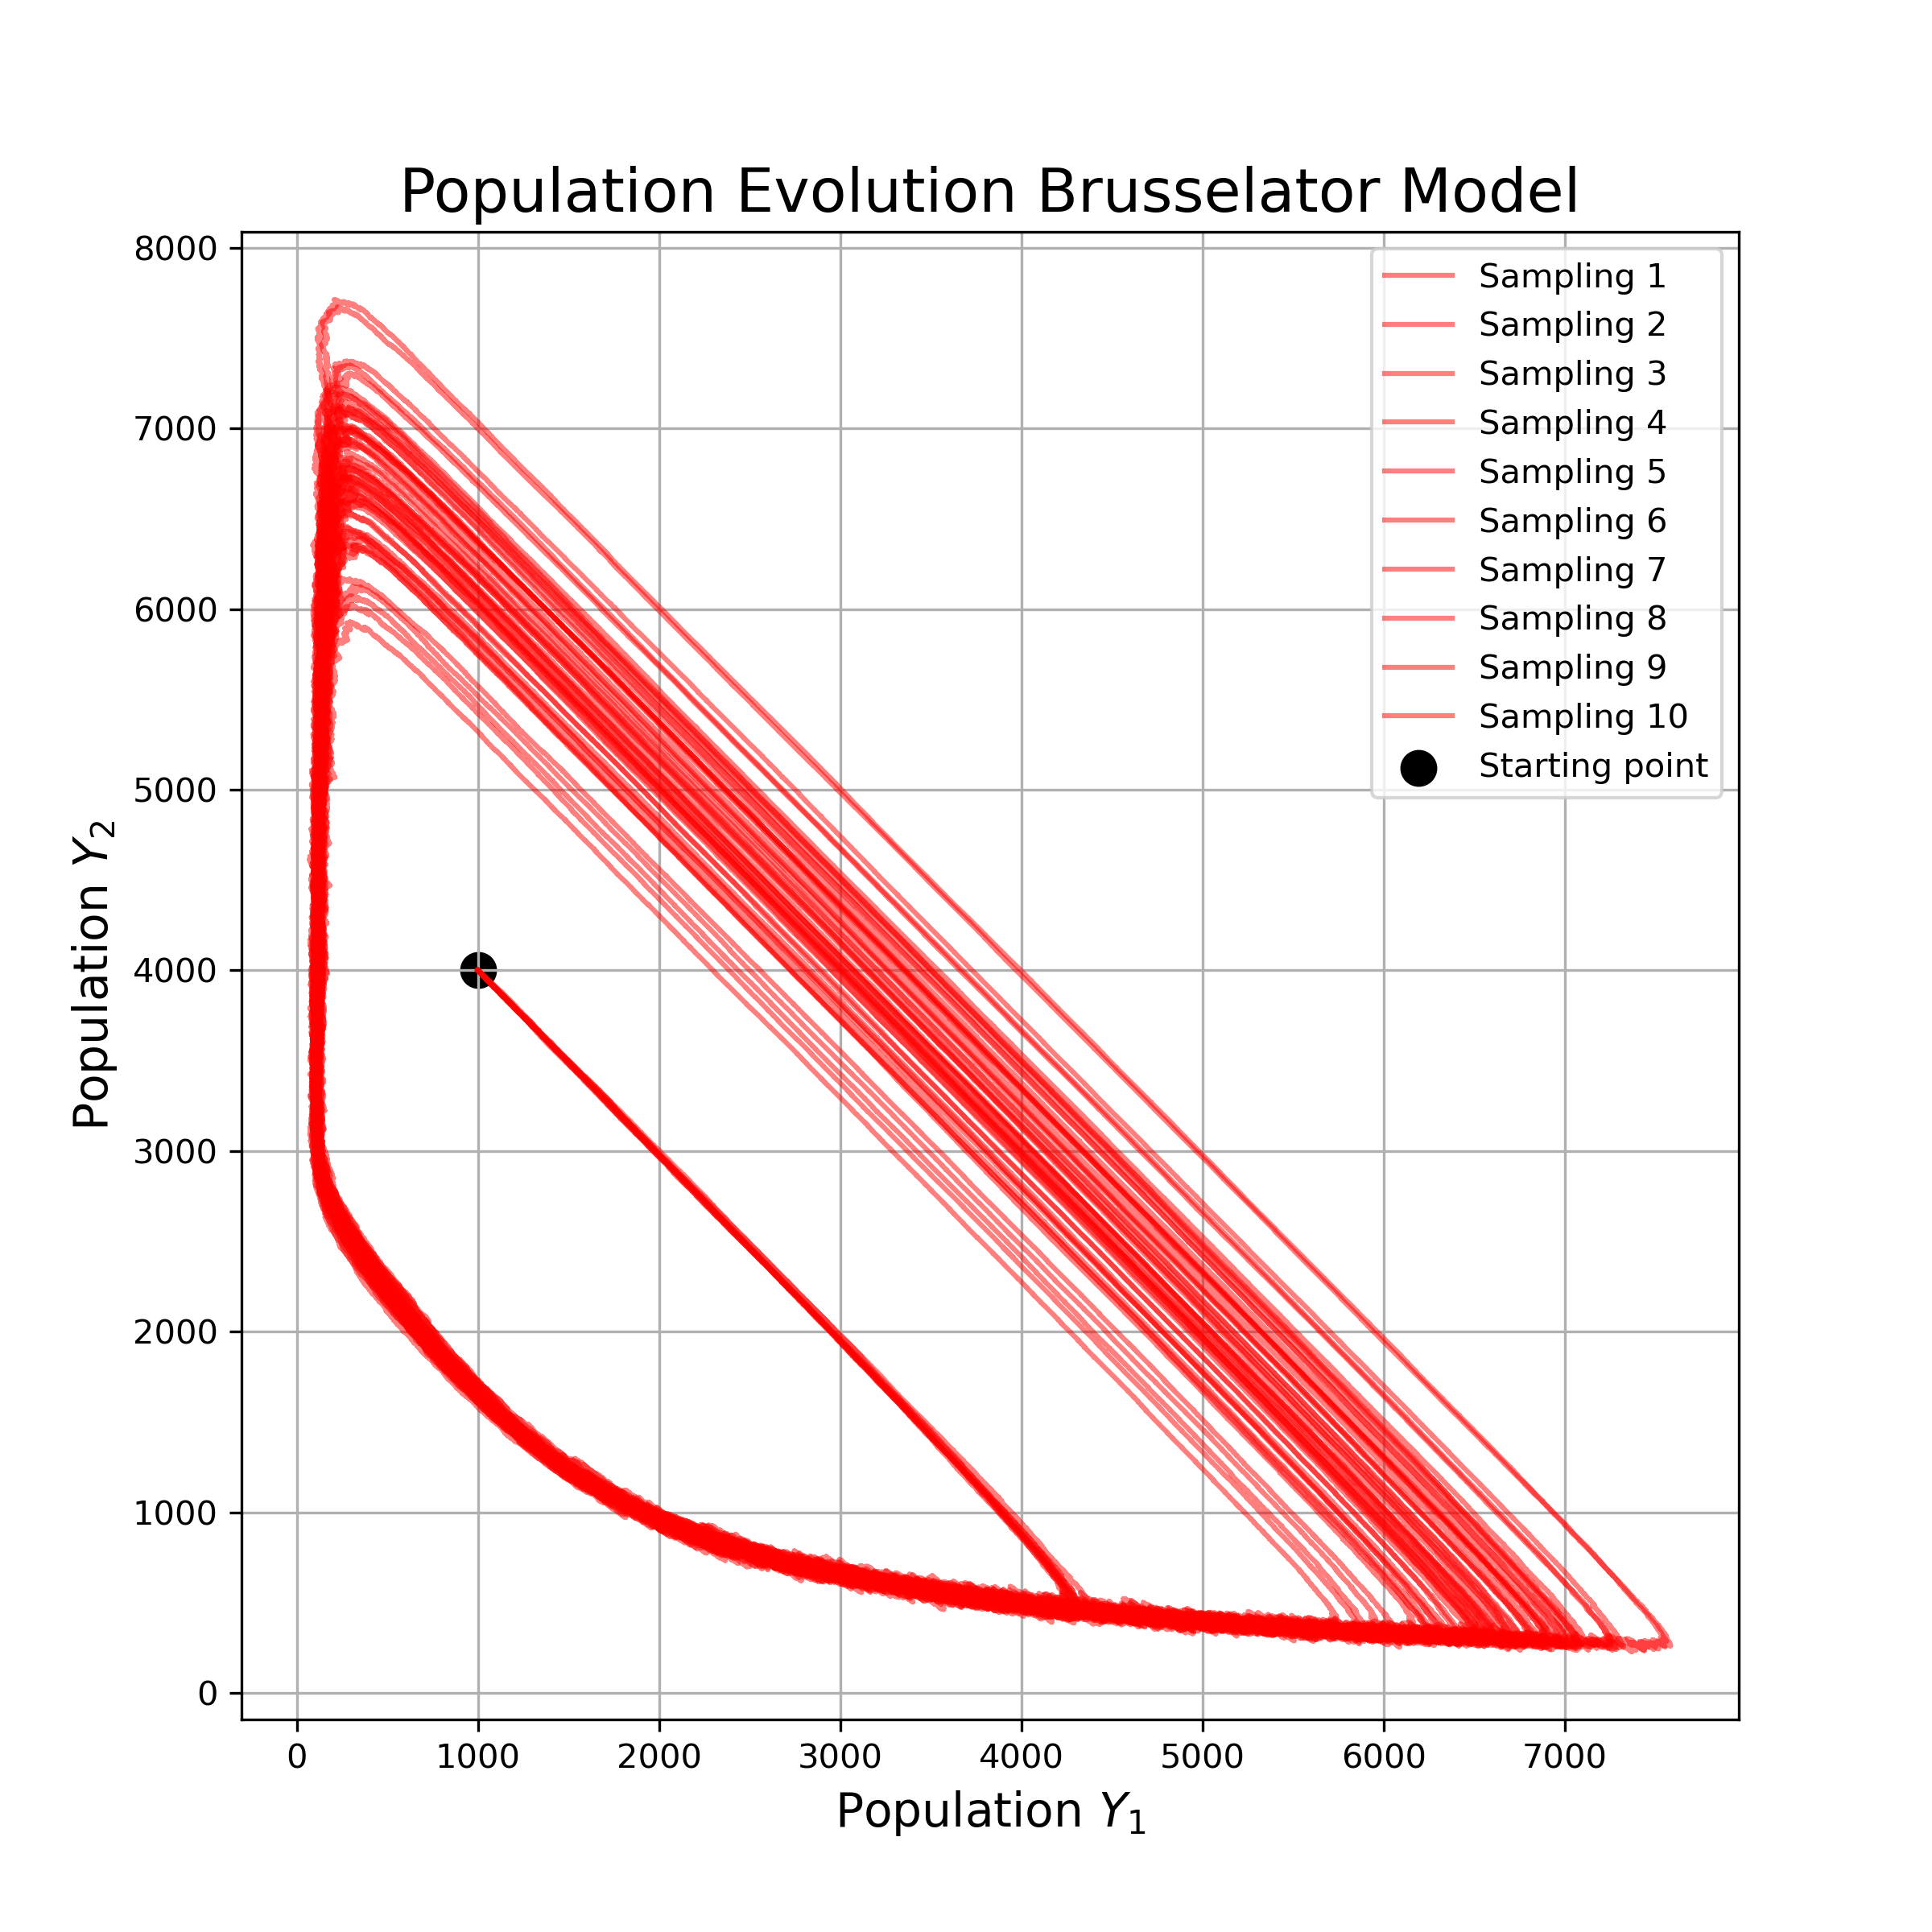 Population Evolution Brusselator Model
8000
7000
6000
5000
4000
3000
2000
1000
0
Population Y₂
Sampling 1
Sampling 2
Sampling 3
Sampling 4
Sampling 5
Sampling 6
Sampling 7
Sampling 8
Sampling 9
Sampling 10
Starting point
0 1000 2000 3000 4000 5000 6000 7000
Population Y₁